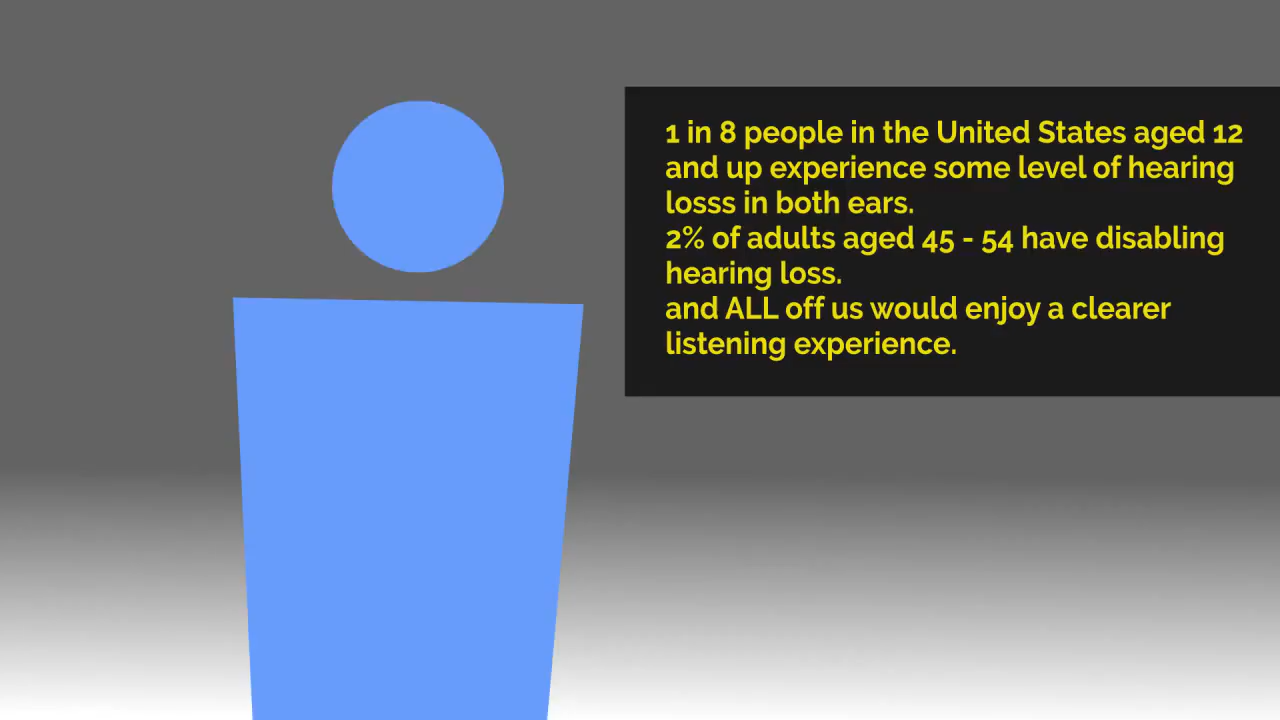 1 in 8 people in the United States aged 12
and up experience some level of hearing
losss in both ears.
2% of adults aged 45 - 54 have disabling
hearing loss.
and ALL off us would enjoy a clearer
listening experience.